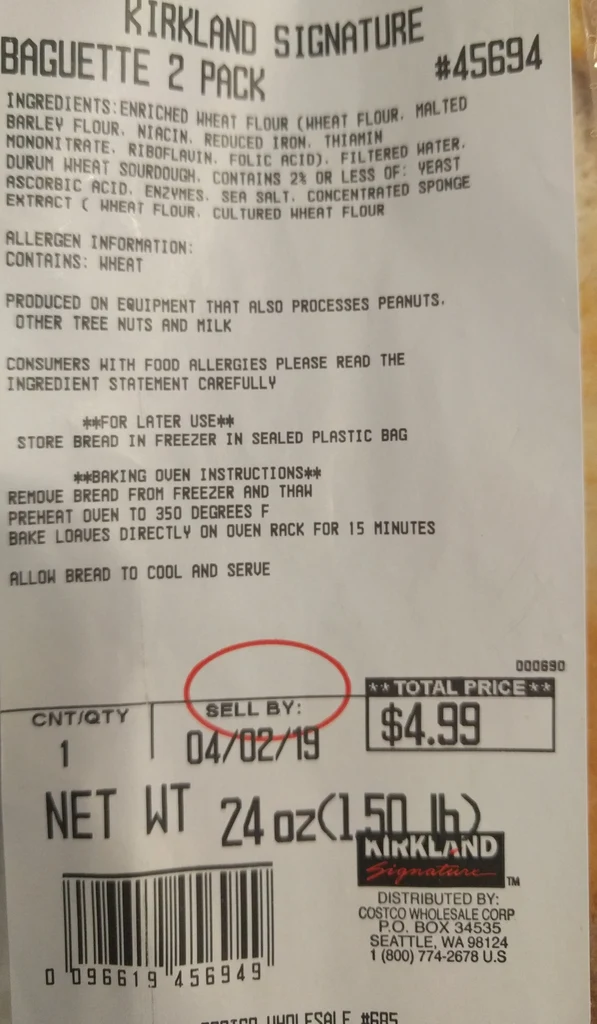 KIRKLAND SIGNATURE
BAGUETTE 2 PACK #45694
INGREDIENTS:ENRICHED WHEAT FLOUR (WHEAT FLOUR, MALTED
BARLEY FLOUR, NIACIN, REDUCED IRON, THIAMIN
MONONITRATE, RIBOFLAVIN, FOLIC ACID), FILTERED WATER,
DURUM WHEAT SOURDOUGH, CONTAINS 2% OR LESS OF: YEAST
ASCORBIC ACID, ENZYMES, SEA SALT, CONCENTRATED SPONGE
EXTRACT ( WHEAT FLOUR, CULTURED WHEAT FLOUR
ALLERGEN INFORMATION:
CONTAINS: WHEAT
PRODUCED ON EQUIPMENT THAT ALSO PROCESSES PEANUTS,
OTHER TREE NUTS AND MILK
CONSUMERS WITH FOOD ALLERGIES PLEASE READ THE
INGREDIENT STATEMENT CAREFULLY
**FOR LATER USE**
STORE BREAD IN FREEZER IN SEALED PLASTIC BAG
**BAKING OVEN INSTRUCTIONS**
REMOVE BREAD FROM FREEZER AND THAW
PREHEAT OVEN TO 350 DEGREES F
BAKE LOAVES DIRECTLY ON OVEN RACK FOR 15 MINUTES
ALLOW BREAD TO COOL AND SERVE
000690
CNT/QTY
1
SELL BY:
04/02/19
** TOTAL PRICE **
$4.99
NET WT 24 oz(1.50 lb)
KIRKLAND
Signature TM
DISTRIBUTED BY:
COSTCO WHOLESALE CORP
P.O. BOX 34535
SEATTLE, WA 98124
1 (800) 774-2678 U.S
0 096619 456949
WHOLESALE #685